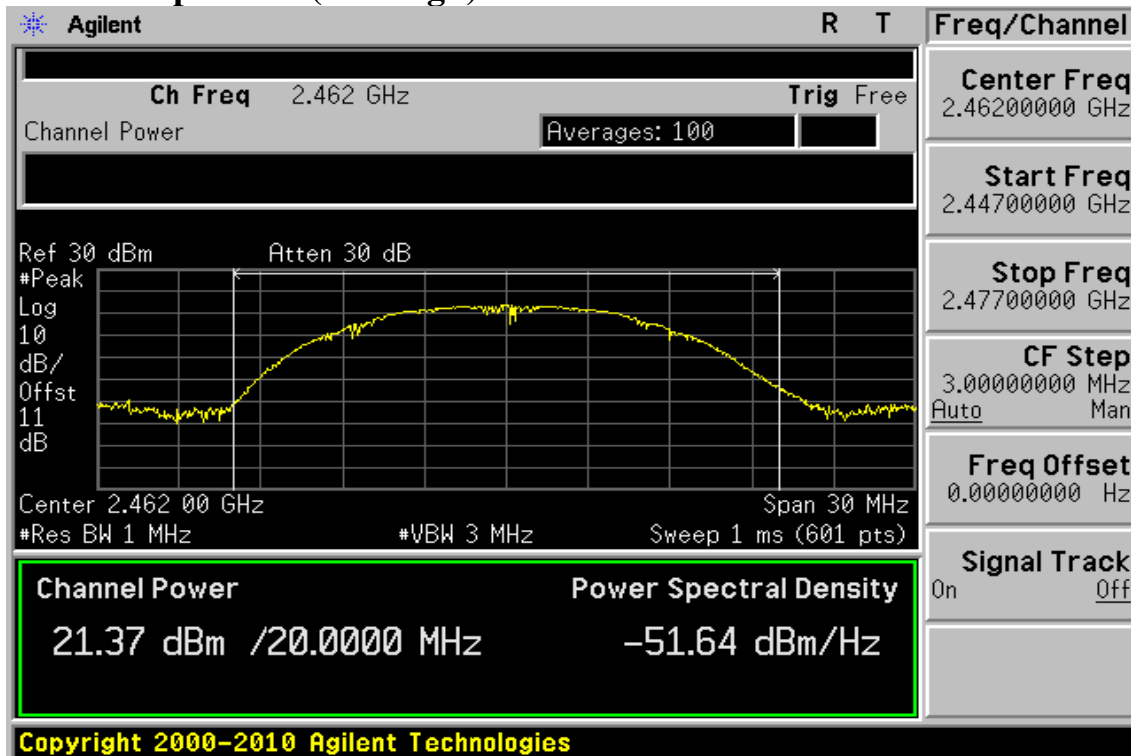 Agilent R T Freq/Channel
Ch Freq 2.462 GHz Trig Free
Channel Power Averages: 100
Center Freq
2.46200000 GHz
Start Freq
2.44700000 GHz
Stop Freq
2.47700000 GHz
CF Step
3.00000000 MHz
Auto Man
Freq Offset
0.00000000 Hz
Signal Track
On Off
Ref 30 dBm Atten 30 dB
#Peak
Log
10
dB/
Offst
11
dB
Center 2.462 00 GHz Span 30 MHz
#Res BW 1 MHz #VBW 3 MHz Sweep 1 ms (601 pts)
Channel Power Power Spectral Density
21.37 dBm /20.0000 MHz -51.64 dBm/Hz
Copyright 2000-2010 Agilent Technologies